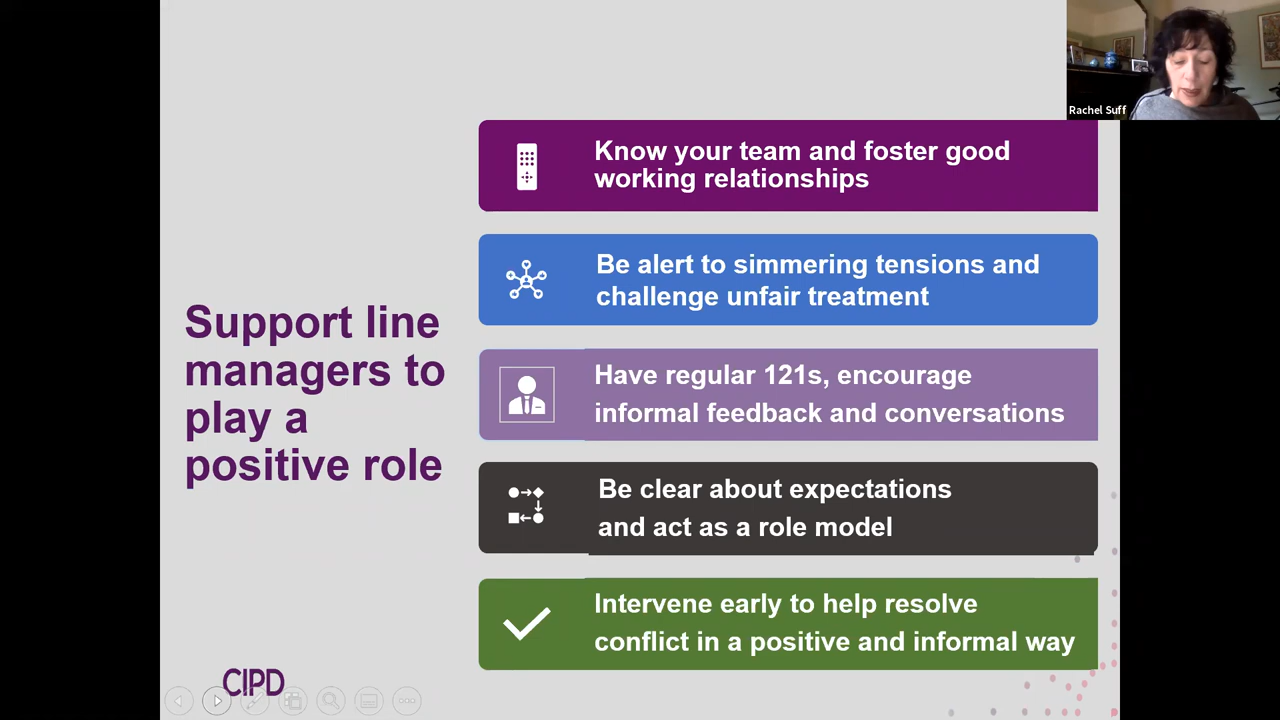 Rachel Suff
Support line
managers to
play a
positive role
Know your team and foster good
working relationships
Be alert to simmering tensions and
challenge unfair treatment
Have regular 121s, encourage
informal feedback and conversations
Be clear about expectations
and act as a role model
Intervene early to help resolve
conflict in a positive and informal way
CIPD